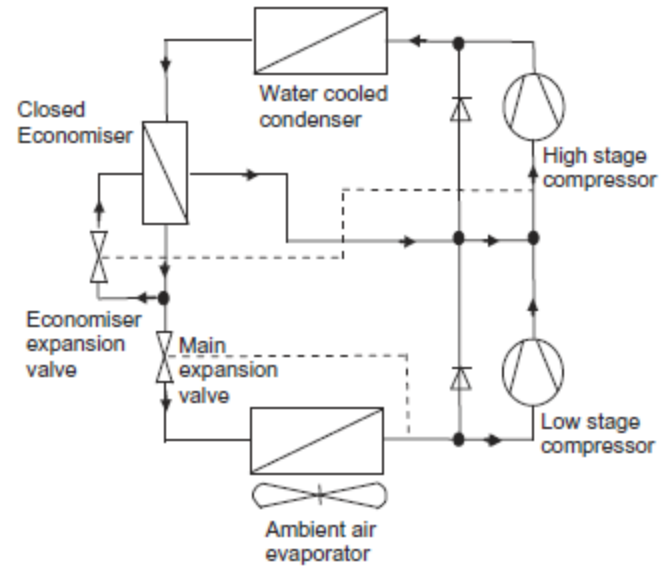 Water cooled
condenser
Closed
Economiser
High stage
compressor
Economiser
expansion
valve
Main
expansion
valve
Low stage
compressor
Ambient air
evaporator